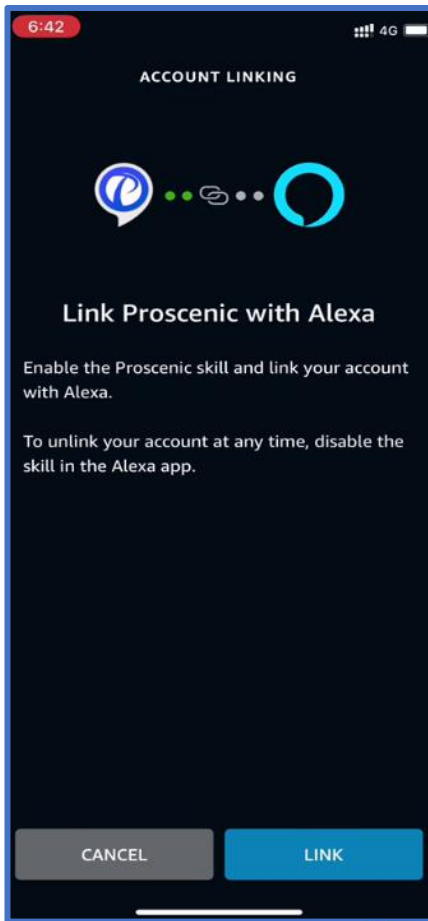 6:42
4G
ACCOUNT LINKING
Link Proscenic with Alexa
Enable the Proscenic skill and link your account
with Alexa.
To unlink your account at any time, disable the
skill in the Alexa app.
CANCEL
LINK